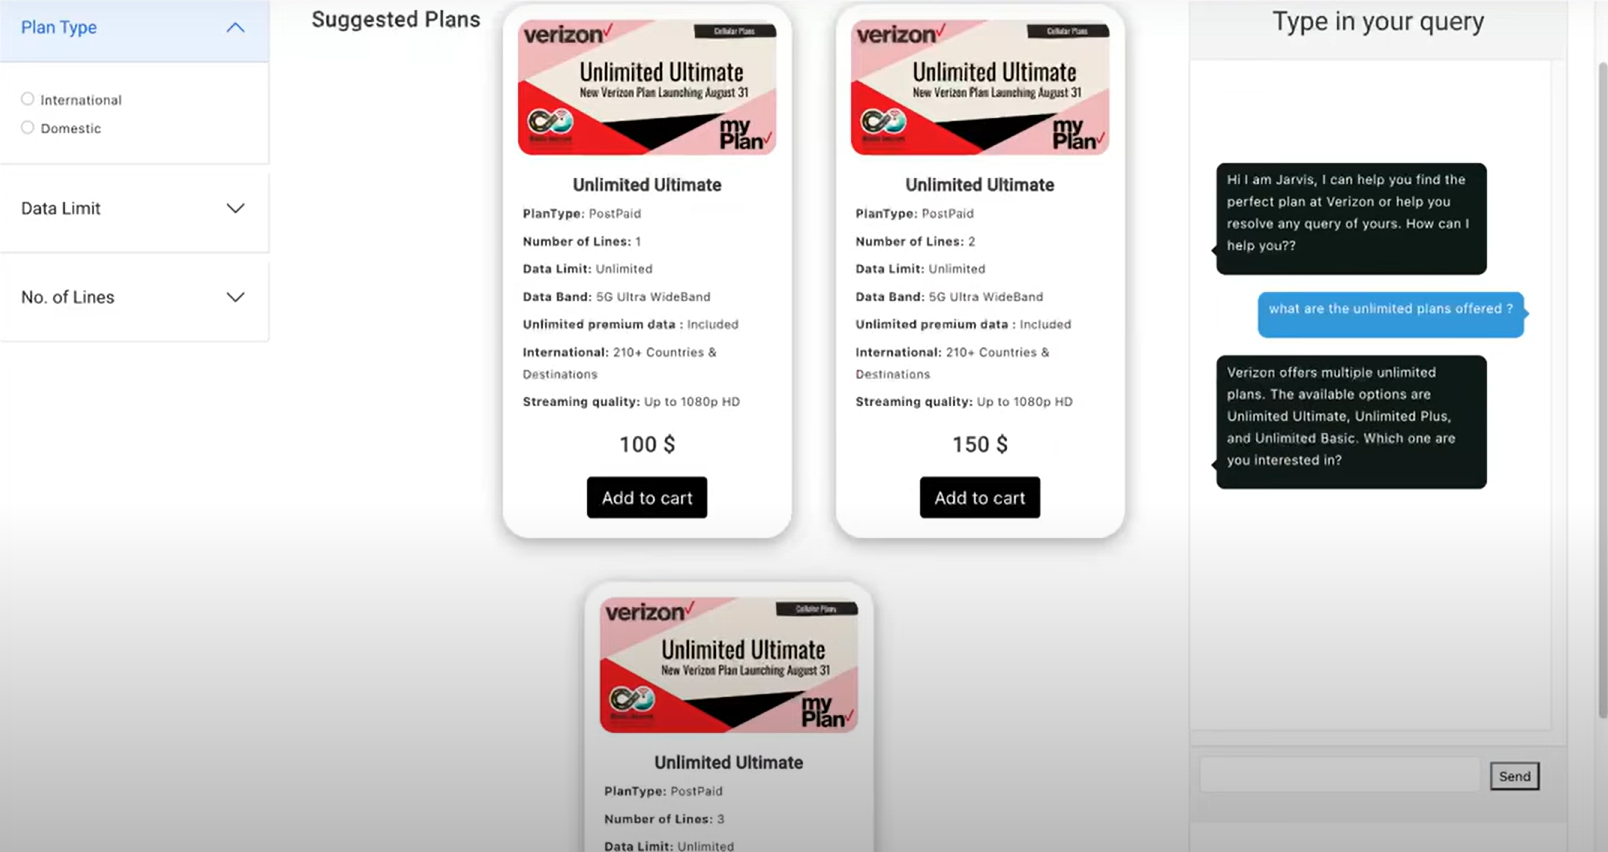 Plan Type
International
Domestic
Data Limit
No. of Lines
Suggested Plans
verizon
Cellular Plans
Unlimited Ultimate
New Verizon Plan Launching August 31
my
Plan
Unlimited Ultimate
PlanType: PostPaid
Number of Lines: 1
Data Limit: Unlimited
Data Band: 5G Ultra WideBand
Unlimited premium data : Included
International: 210+ Countries &
Destinations
Streaming quality: Up to 1080p HD
100 $
Add to cart
verizon
Cellular Plans
Unlimited Ultimate
New Verizon Plan Launching August 31
my
Plan
Unlimited Ultimate
PlanType: PostPaid
Number of Lines: 2
Data Limit: Unlimited
Data Band: 5G Ultra WideBand
Unlimited premium data : Included
International: 210+ Countries &
Destinations
Streaming quality: Up to 1080p HD
150 $
Add to cart
verizon
Cellular Plans
Unlimited Ultimate
New Verizon Plan Launching August 31
my
Plan
Unlimited Ultimate
PlanType: PostPaid
Number of Lines: 3
Data Limit: Unlimited
Type in your query
Hi I am Jarvis, I can help you find the
perfect plan at Verizon or help you
resolve any query of yours. How can I
help you??
what are the unlimited plans offered ?
Verizon offers multiple unlimited
plans. The available options are
Unlimited Ultimate, Unlimited Plus,
and Unlimited Basic. Which one are
you interested in?
Send